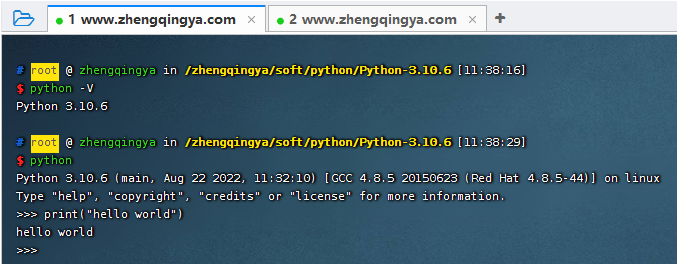 1 www.zhengqingya.com × 2 www.zhengqingya.com × +
# root @ zhengqingya in /zhengqingya/soft/python/Python-3.10.6 [11:38:16]
$ python -V
Python 3.10.6
# root @ zhengqingya in /zhengqingya/soft/python/Python-3.10.6 [11:38:29]
$ python
Python 3.10.6 (main, Aug 22 2022, 11:32:10) [GCC 4.8.5 20150623 (Red Hat 4.8.5-44)] on linux
Type "help", "copyright", "credits" or "license" for more information.
>>> print("hello world")
hello world
>>>